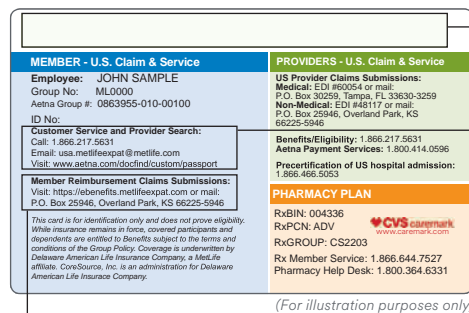 MEMBER - U.S. Claim & Service
Employee: JOHN SAMPLE
Group No: ML0000
Aetna Group #: 0863955-010-00100
ID No:
Customer Service and Provider Search:
Call: 1.866.217.5631
Email: usa.metlifeexpat@metlife.com
Visit: www.aetna.com/docfind/custom/passport
Member Reimbursement Claims Submissions:
Visit: https://ebenefits.metlifeexpat.com or mail:
P.O. Box 25946, Overland Park, KS 66225-5946
This card is for identification only and does not prove eligibility.
While insurance remains in force, covered participants and
dependents are entitled to Benefits subject to the terms and
conditions of the Group Policy. Coverage is underwritten by
Delaware American Life Insurance Company, a MetLife
affiliate. CoreSource, Inc. is an administration for Delaware
American Life Insurace Company.
PROVIDERS - U.S. Claim & Service
US Provider Claims Submissions:
Medical: EDI #60054 or mail:
P.O. Box 30259, Tampa, FL 33630-3259
Non-Medical: EDI #48117 or mail:
P.O. Box 25946, Overland Park, KS
66225-5946
Benefits/Eligibility: 1.866.217.5631
Aetna Payment Services: 1.800.414.0596
Precertification of US hospital admission:
1.866.466.5053
PHARMACY PLAN
RxBIN: 004336
RxPCN: ADV
CVS caremark
www.caremark.com
RxGROUP: CS2203
Rx Member Service: 1.866.644.7527
Pharmacy Help Desk: 1.800.364.6331
(For illustration purposes only